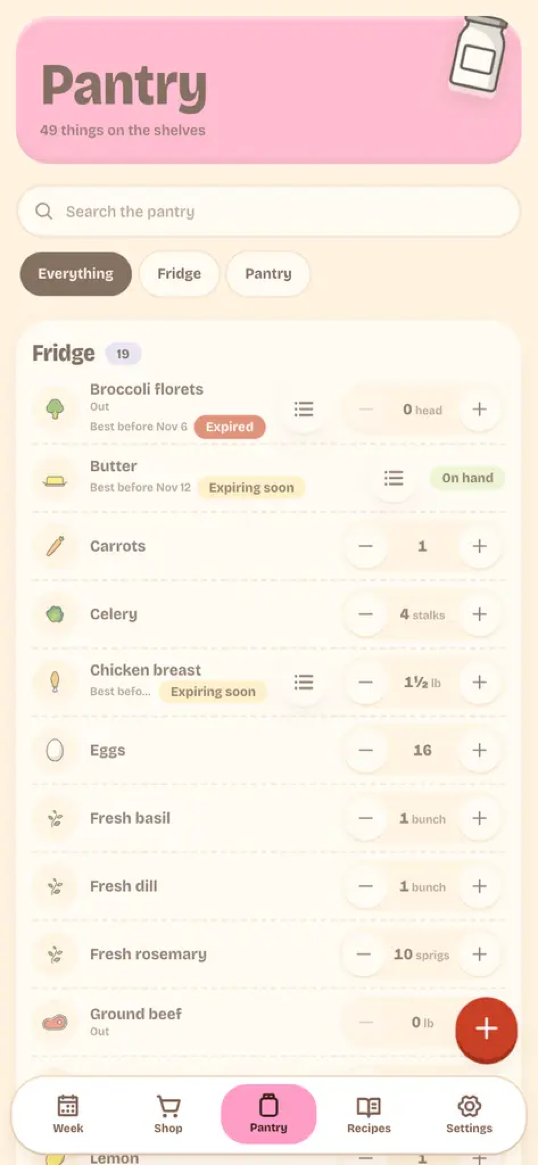 Pantry
49 things on the shelves
Search the pantry
Everything Fridge Pantry
Fridge 19
Broccoli florets
Out
Best before Nov 6 Expired
0 head
Butter
Best before Nov 12 Expiring soon
On hand
Carrots
1
Celery
4 stalks
Chicken breast
Best befo... Expiring soon
1½ lb
Eggs
16
Fresh basil
1 bunch
Fresh dill
1 bunch
Fresh rosemary
10 sprigs
Ground beef
Out
0 lb
Week Shop Pantry Recipes Settings
Lemon
1